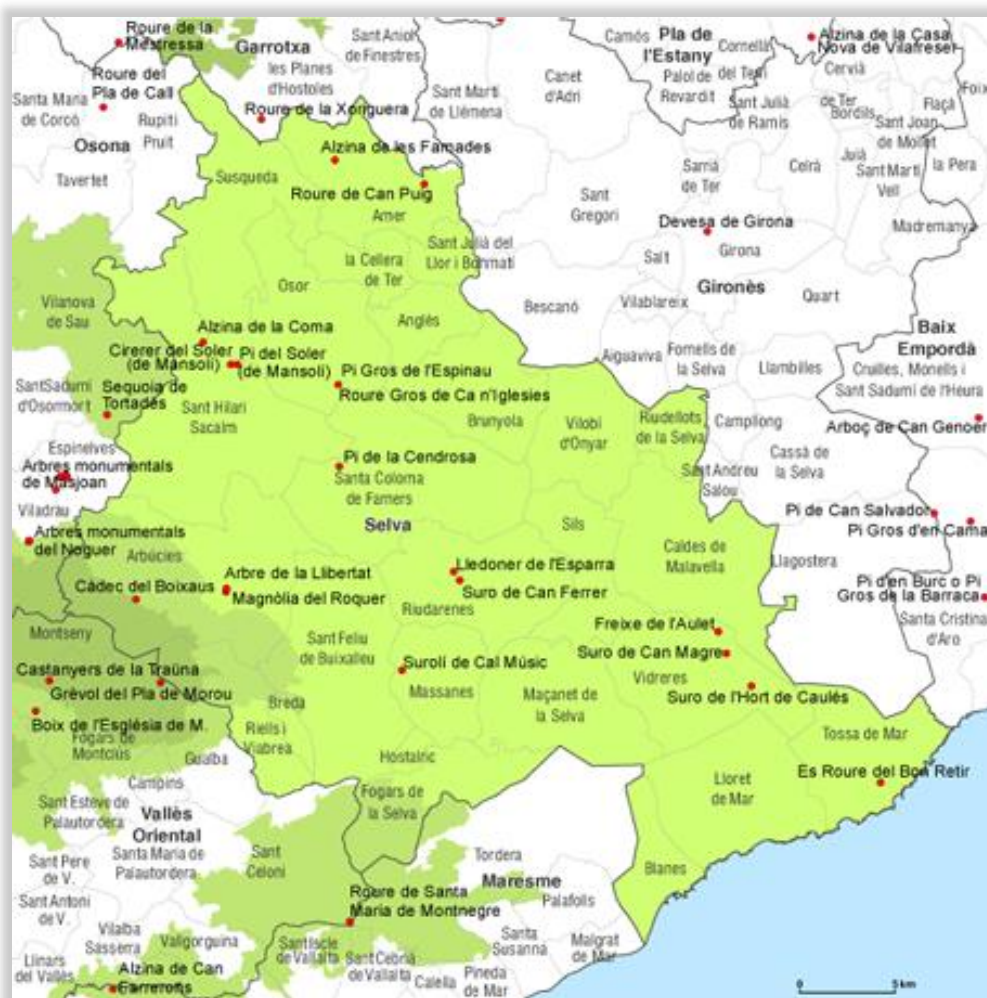 Roure de la
Mestressa
Garrotxa
les Planes
d'Hostoles
Sant Aniol
de Finestres
Camós
Pla de
l'Estany
Cornellà
del Terri
Alzina de la Casa
Nova de Vilafreser
Roure del
Pla de Call
Santa Maria
de Corcó
Rupiti
Pruit
Osona
Tavertet
Roure de la Xoriguera
Sant Martí
de Llémena
Canet
d'Adri
Palol de
Revardit
Sant Julià
de Ramis
Cervià
de Ter
Bordils
Flaçà
Foix
Sant Joan
de Mollet
Alzina de les Famades
Susqueda
Roure de Can Puig
Amer
Sant
Gregori
Sarrià
de Ter
Celrà
Juià
Sant Martí
Vell
la Pera
Madremanya
Devesa de Girona
Girona
Salt
Sant Julià del
Llor i Bonmatí
la Cellera
de Ter
Osor
Anglès
Bescanó
Vilablareix
Gironès
Quart
Vilanova
de Sau
Alzina de la Coma
Cirerer del Soler
(de Mansolí)
Pi del Soler
(de Mansolí)
Pi Gros de l'Espinau
Roure Gros de Ca n'Iglesies
Aiguaviva
Fornells de
la Selva
Llambilles
Baix
Empordà
Cruïlles, Monells i
Sant Sadurní de l'Heura
Sant Sadurní
d'Osormort
Sequoia de
Tortadés
Sant Hilari
Sacalm
Brunyola
Vilobí
d'Onyar
Riudellots
de la Selva
Campllong
Arboç de Can Genoer
Espinelves
Arbres monumentals
de Masjoan
Viladrau
Pi de la Cendrosa
Santa Coloma
de Farners
Sant Andreu
Salou
Cassà de
la Selva
Pi de Can Salvador
Pi Gros d'en Cama
Arbres monumentals
del Noguer
Selva
Sils
Caldes de
Malavella
Llagostera
Arbúcies
Càdec del Boixaus
Arbre de la Llibertat
Magnòlia del Roquer
Lledoner de l'Esparra
Suro de Can Ferrer
Riudarenes
Pi d'en Burc o Pi
Gros de la Barraca
Santa Cristina
d'Aro
Montseny
Sant Feliu
de Buixalleu
Freixe de l'Aulet
Suro de Can Magre
Vidreres
Suro de l'Hort de Caulés
Castanyers de la Traüna
Grèvol del Pla de Morou
Boix de l'Església de M.
Surolí de Cal Músic
Massanes
Maçanet de
la Selva
Breda
Riells i
Viabrea
Fogars de
Montclús
Gualba
Hostalric
Tossa de Mar
Es Roure del Bon Retir
Lloret
de Mar
Campins
Sant Esteve de
Palautordera
Vallès
Oriental
Santa Maria de
Palautordera
Fogars de
la Selva
Sant
Celoni
Sant Pere
de V.
Sant Antoni
de V.
Tordera
Maresme
Palafolls
Blanes
Roure de Santa
Maria de Montnegre
Vilalba
Sasserra
Vallgorguina
Santa
Susanna
Malgrat
de Mar
Llinars
del Vallès
Alzina de Can
Farrerons
Sant Iscle
de Vallalta
Sant Cebrià
de Vallalta
Calella
Pineda
de Mar
0
5 km